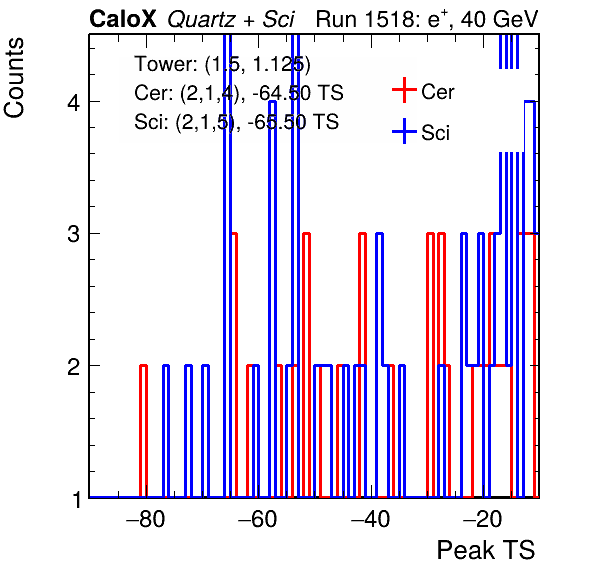 CaloX Quartz + Sci Run 1518: e⁺, 40 GeV
Counts
Tower: (1.5, 1.125)
Cer: (2,1,4), -64.50 TS
Sci: (2,1,5), -65.50 TS
Cer
Sci
4
3
2
1
−80 −60 −40 −20
Peak TS